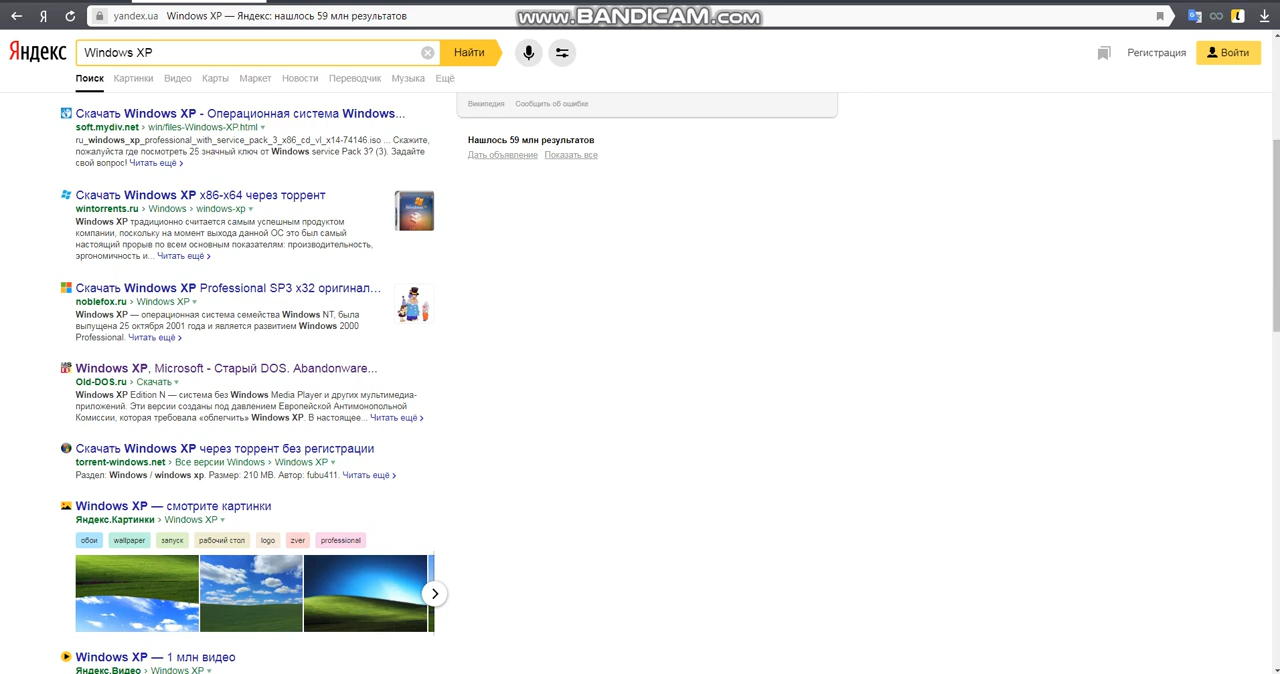 yandex.ua Windows XP — Яндекс: нашлось 59 млн результатов
www.BANDICAM.com
Яндекс Windows XP Найти Регистрация Войти
Поиск Картинки Видео Карты Маркет Новости Переводчик Музыка Ещё
Скачать Windows XP - Операционная система Windows...
soft.mydiv.net › win/files-Windows-XP.html
ru_windows_xp_professional_with_service_pack_3_x86_cd_vl_x14-74146.iso ... Скажите,
пожалуйста где посмотреть 25 значный ключ от Windows service Pack 3? (3). Задайте
свой вопрос! Читать ещё ›
Скачать Windows XP x86-x64 через торрент
wintorrents.ru › Windows › windows-xp
Windows XP традиционно считается самым успешным продуктом
компании, поскольку на момент выхода данной ОС это был самый
настоящий прорыв по всем основным показателям: производительность,
эргономичность и... Читать ещё ›
Скачать Windows XP Professional SP3 x32 оригинал...
noblefox.ru › Windows XP
Windows XP — операционная система семейства Windows NT, была
выпущена 25 октября 2001 года и является развитием Windows 2000
Professional. Читать ещё ›
Windows XP, Microsoft - Старый DOS. Abandonware...
Old-DOS.ru › Скачать
Windows XP Edition N — система без Windows Media Player и других мультимедиа-
приложений. Эти версии созданы под давлением Европейской Антимонопольной
Комиссии, которая требовала «облегчить» Windows XP. В настоящее... Читать ещё ›
Скачать Windows XP через торрент без регистрации
torrent-windows.net › Все версии Windows › Windows XP
Раздел: Windows / windows xp. Размер: 210 MB. Автор: fubu411. Читать ещё ›
Windows XP — смотрите картинки
Яндекс.Картинки › Windows XP
обои wallpaper запуск рабочий стол logo zver professional
Windows XP — 1 млн видео
Яндекс.Видео › Windows XP
Википедия Сообщить об ошибке
Нашлось 59 млн результатов
Дать объявление Показать все